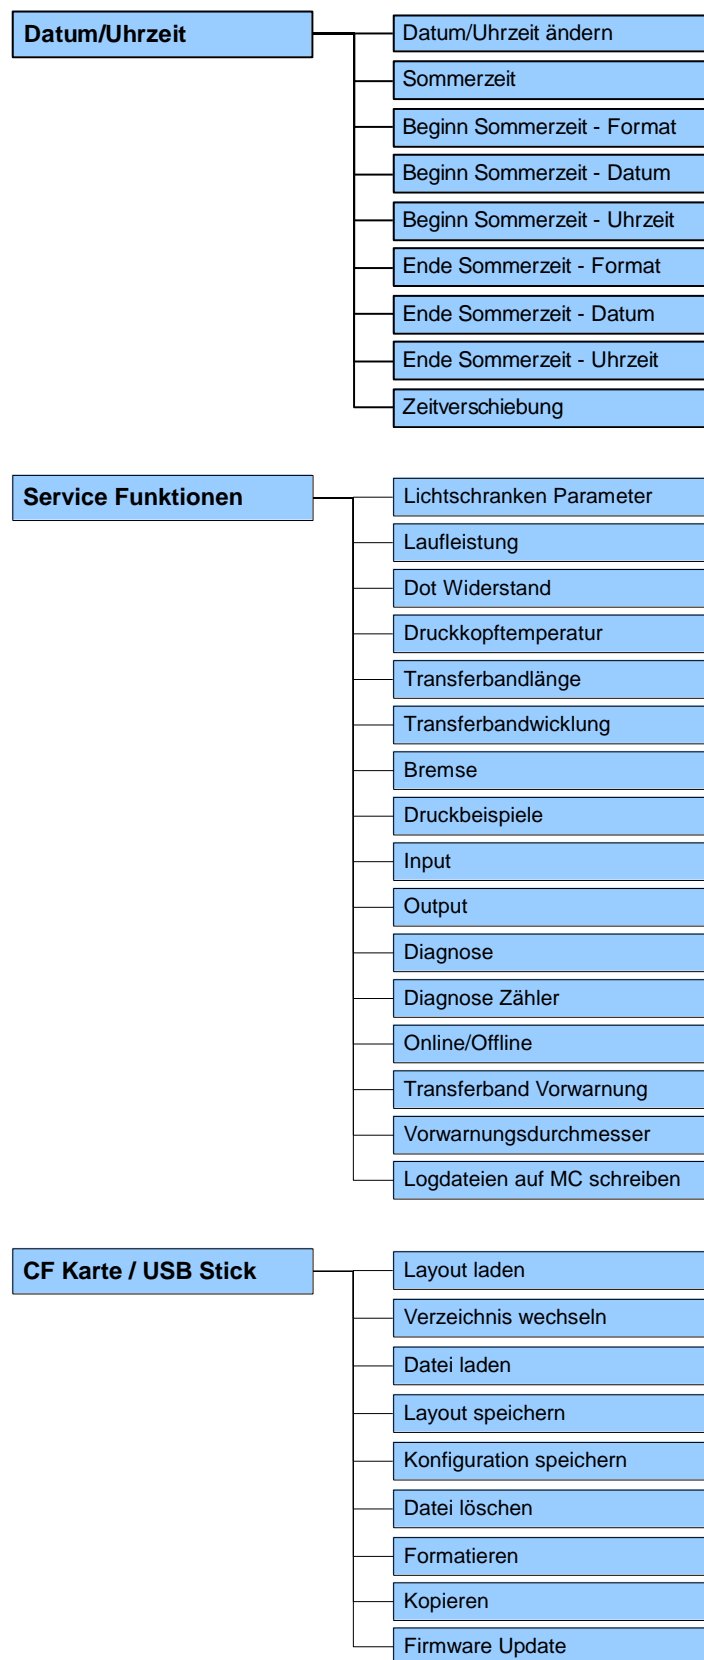 Datum/Uhrzeit
Datum/Uhrzeit ändern
Sommerzeit
Beginn Sommerzeit - Format
Beginn Sommerzeit - Datum
Beginn Sommerzeit - Uhrzeit
Ende Sommerzeit - Format
Ende Sommerzeit - Datum
Ende Sommerzeit - Uhrzeit
Zeitverschiebung
Service Funktionen
Lichtschranken Parameter
Laufleistung
Dot Widerstand
Druckkopftemperatur
Transferbandlänge
Transferbandwicklung
Bremse
Druckbeispiele
Input
Output
Diagnose
Diagnose Zähler
Online/Offline
Transferband Vorwarnung
Vorwarnungsdurchmesser
Logdateien auf MC schreiben
CF Karte / USB Stick
Layout laden
Verzeichnis wechseln
Datei laden
Layout speichern
Konfiguration speichern
Datei löschen
Formatieren
Kopieren
Firmware Update